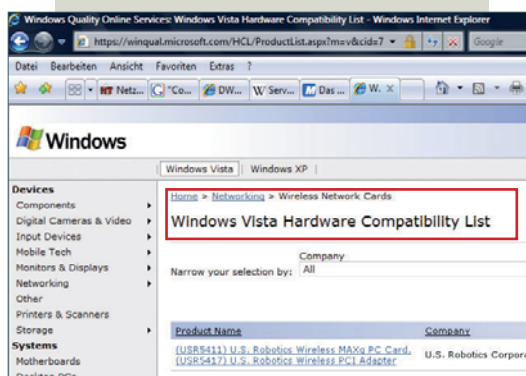 Windows Quality Online Services: Windows Vista Hardware Compatibility List - Windows Internet Explorer
https://winqual.microsoft.com/HCL/ProductList.aspx?m=v&cid=7
Google
Datei Bearbeiten Ansicht Favoriten Extras ?
Netz... "Co... DW... W Serv... Das ... W. X
Windows
Windows Vista | Windows XP |
Devices
Components
Digital Cameras & Video
Input Devices
Mobile Tech
Monitors & Displays
Networking
Other
Printers & Scanners
Storage
Systems
Motherboards
Desktop PCs
Home > Networking > Wireless Network Cards
Windows Vista Hardware Compatibility List
Company
Narrow your selection by: All
Product Name Company
(USR5411) U.S. Robotics Wireless MAXg PC Card,
(USR5417) U.S. Robotics Wireless PCI Adapter
U.S. Robotics Corpor